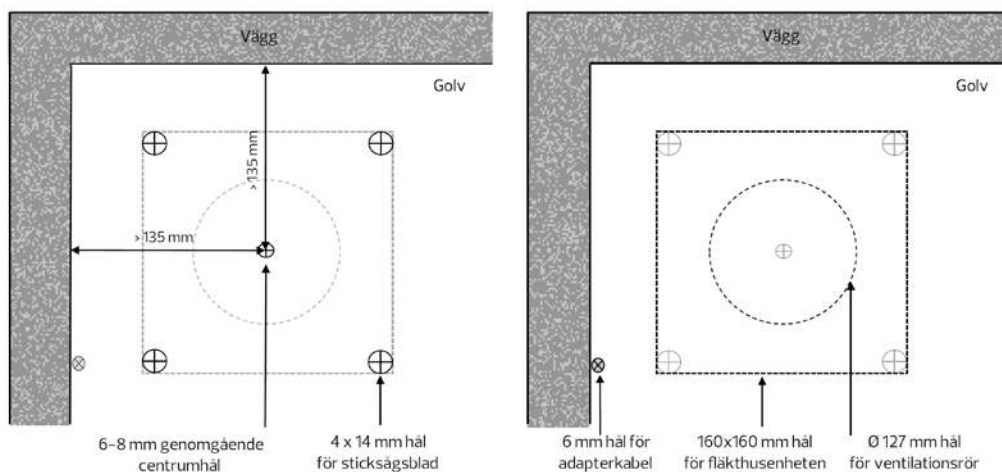 Vägg
Golv
> 135 mm
> 135 mm
6–8 mm genomgående
centrumhål
4 x 14 mm hål
för sticksågsblad
Vägg
Golv
6 mm hål för
adapterkabel
160x160 mm hål
för fläkthusenheten
Ø 127 mm hål
för ventilationsrör